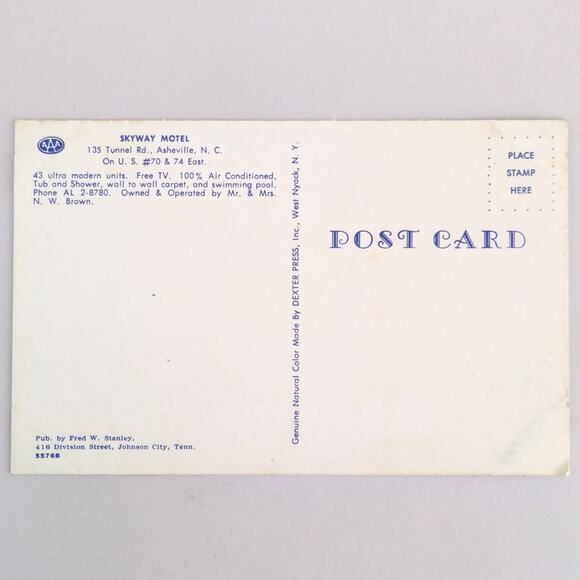 AAA
SKYWAY MOTEL
135 Tunnel Rd., Asheville, N. C.
On U. S. #70 & 74 East.
43 ultra modern units. Free TV, 100% Air Conditioned,
Tub and Shower, wall to wall carpet, and swimming pool.
Phone AL 2-8780. Owned & Operated by Mr. & Mrs.
N. W. Brown.
Pub. by Fred W. Stanley,
416 Division Street, Johnson City, Tenn.
55768
Genuine Natural Color Made By DEXTER PRESS, Inc., West Nyack, N. Y.
PLACE
STAMP
HERE
POST CARD